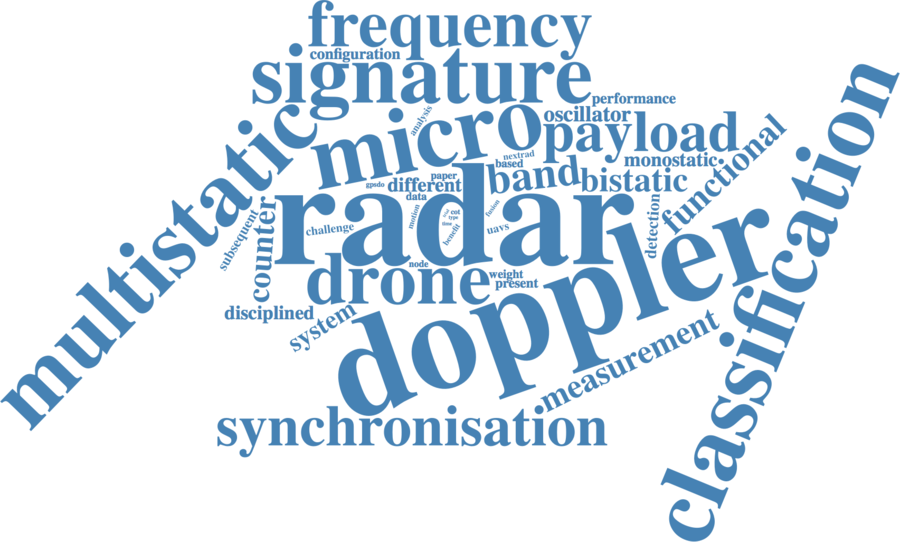 frequency
configuration
signature
performance
analysis
oscillator
micro
payload
multistatic
classification
nextrad
based
monostatic
functional
paper
gpsdo
different
band
bistatic
data
radar
motion
cot
type
time
benefit
fusion
uavs
detection
subsequent
counter
challenge
node
drone
weight
present
doppler
disciplined
system
measurement
synchronisation